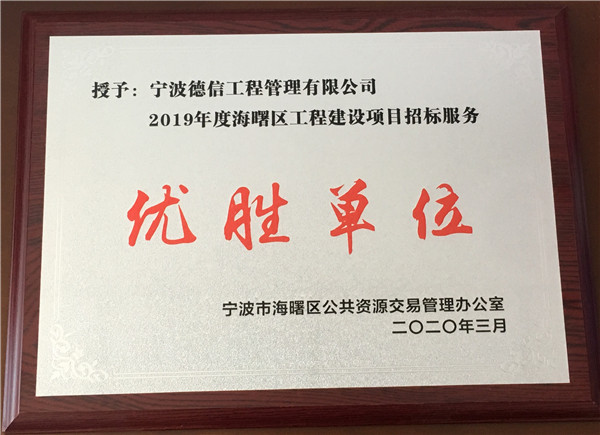 授予：宁波德信工程管理有限公司
2019年度海曙区工程建设项目招标服务
优胜单位
宁波市海曙区公共资源交易管理办公室
二〇二〇年三月